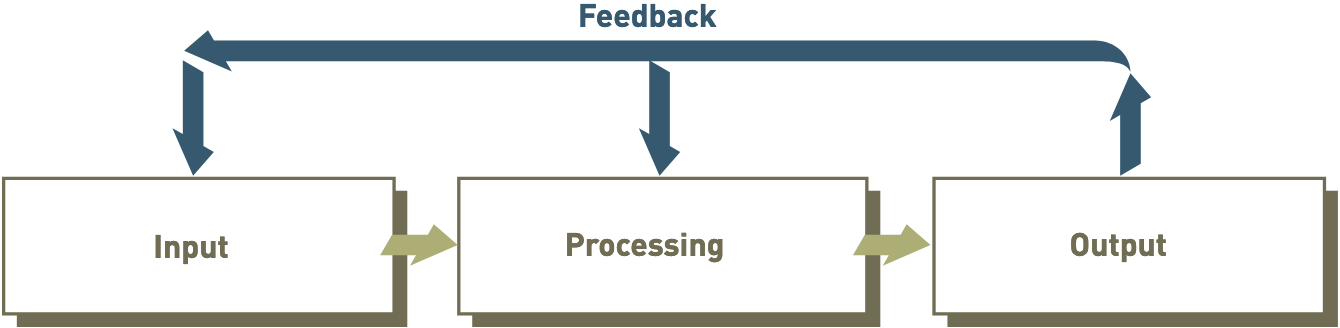 Feedback
Input
Processing
Output